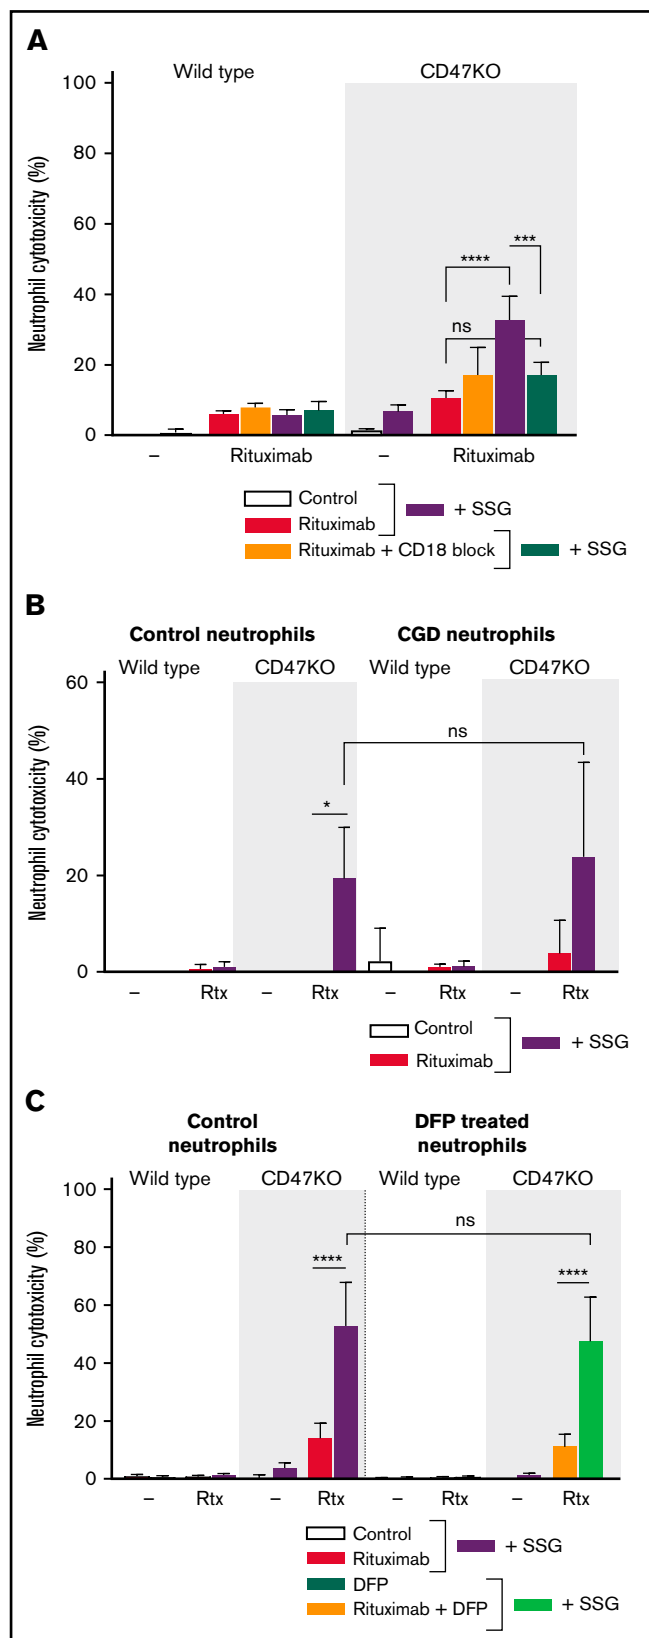 A
Wild type CD47KO
Neutrophil cytotoxicity (%)
100
80
60
40
20
0
****
***
ns
– Rituximab – Rituximab
Control
Rituximab
+ SSG
Rituximab + CD18 block
+ SSG
B
Control neutrophils CGD neutrophils
Wild type CD47KO Wild type CD47KO
Neutrophil cytotoxicity (%)
60
40
20
0
ns
*
– Rtx – Rtx – Rtx – Rtx
Control
Rituximab
+ SSG
C
Control neutrophils
DFP treated neutrophils
Wild type CD47KO Wild type CD47KO
Neutrophil cytotoxicity (%)
100
80
60
40
20
0
ns
**** ****
– Rtx – Rtx – Rtx – Rtx
Control
Rituximab
+ SSG
DFP
Rituximab + DFP
+ SSG